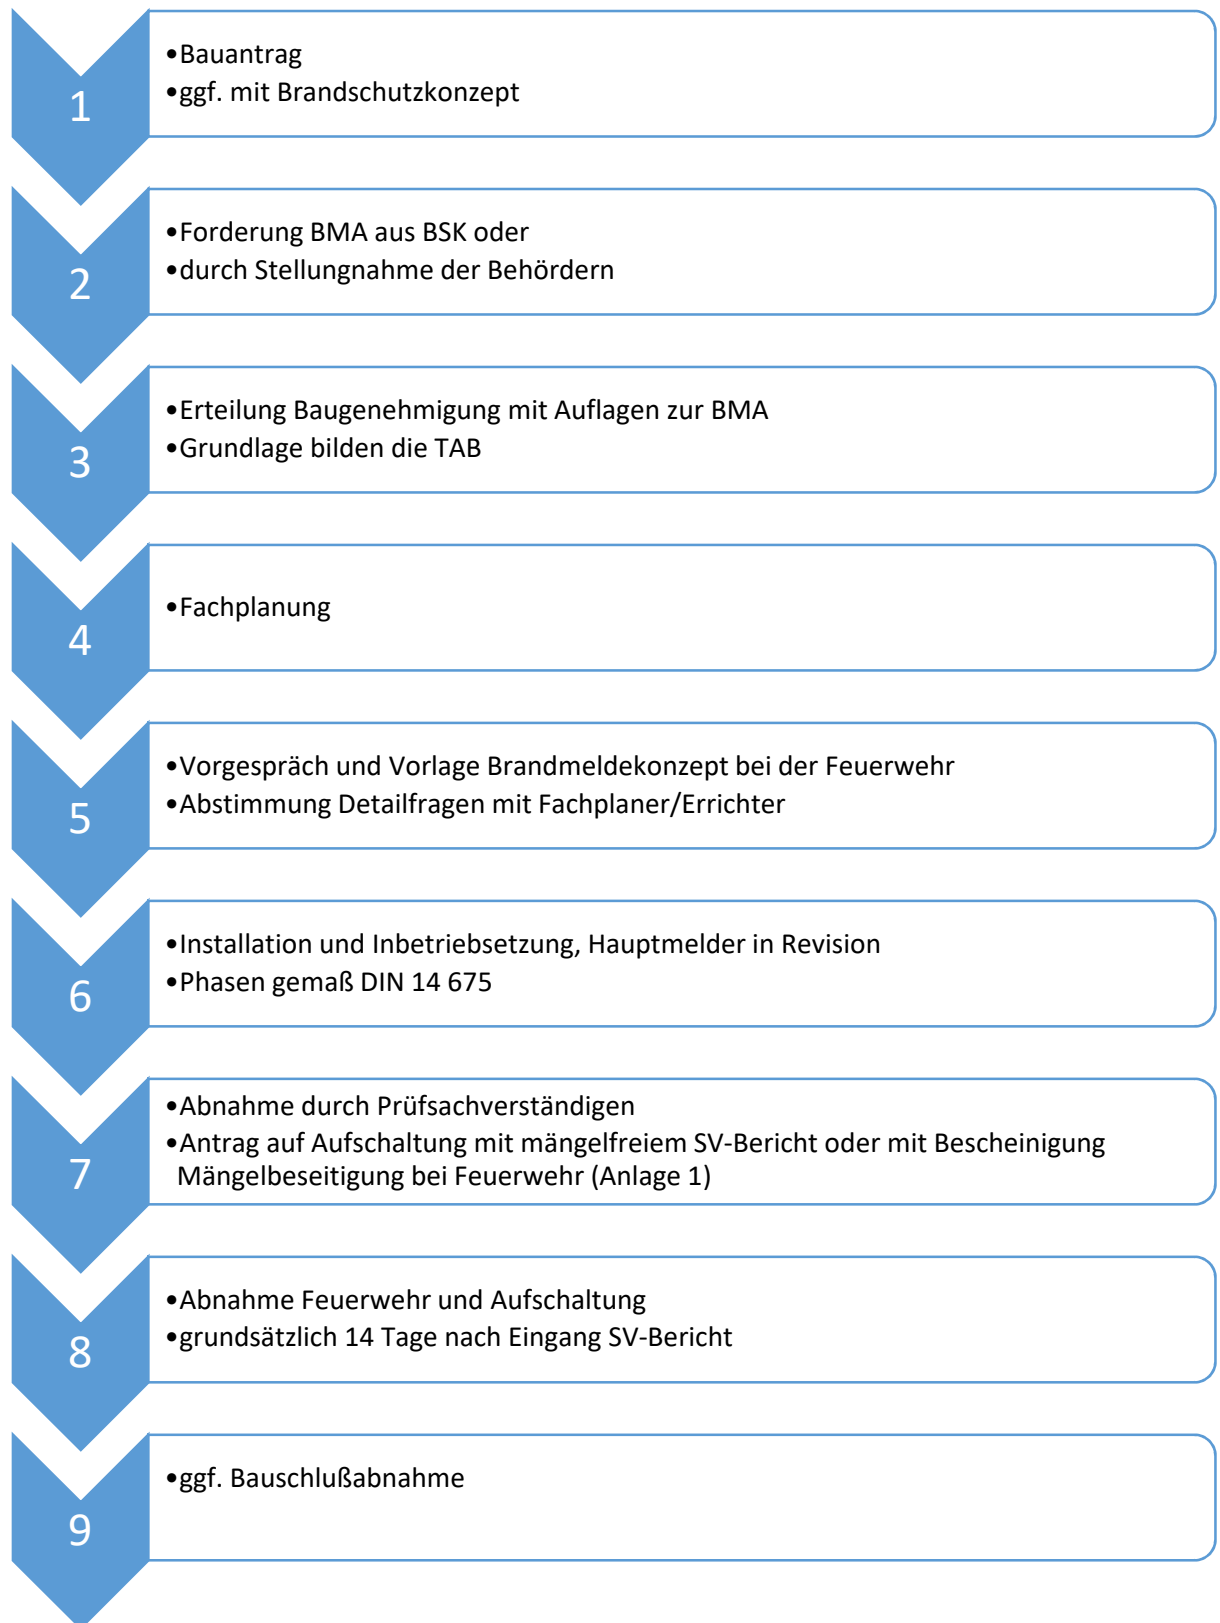 1
•Bauantrag
•ggf. mit Brandschutzkonzept
2
•Forderung BMA aus BSK oder
•durch Stellungnahme der Behördern
3
•Erteilung Baugenehmigung mit Auflagen zur BMA
•Grundlage bilden die TAB
4
•Fachplanung
5
•Vorgespräch und Vorlage Brandmeldekonzept bei der Feuerwehr
•Abstimmung Detailfragen mit Fachplaner/Errichter
6
•Installation und Inbetriebsetzung, Hauptmelder in Revision
•Phasen gemaß DIN 14 675
7
•Abnahme durch Prüfsachverständigen
•Antrag auf Aufschaltung mit mängelfreiem SV-Bericht oder mit Bescheinigung
Mängelbeseitigung bei Feuerwehr (Anlage 1)
8
•Abnahme Feuerwehr und Aufschaltung
•grundsätzlich 14 Tage nach Eingang SV-Bericht
9
•ggf. Bauschlußabnahme